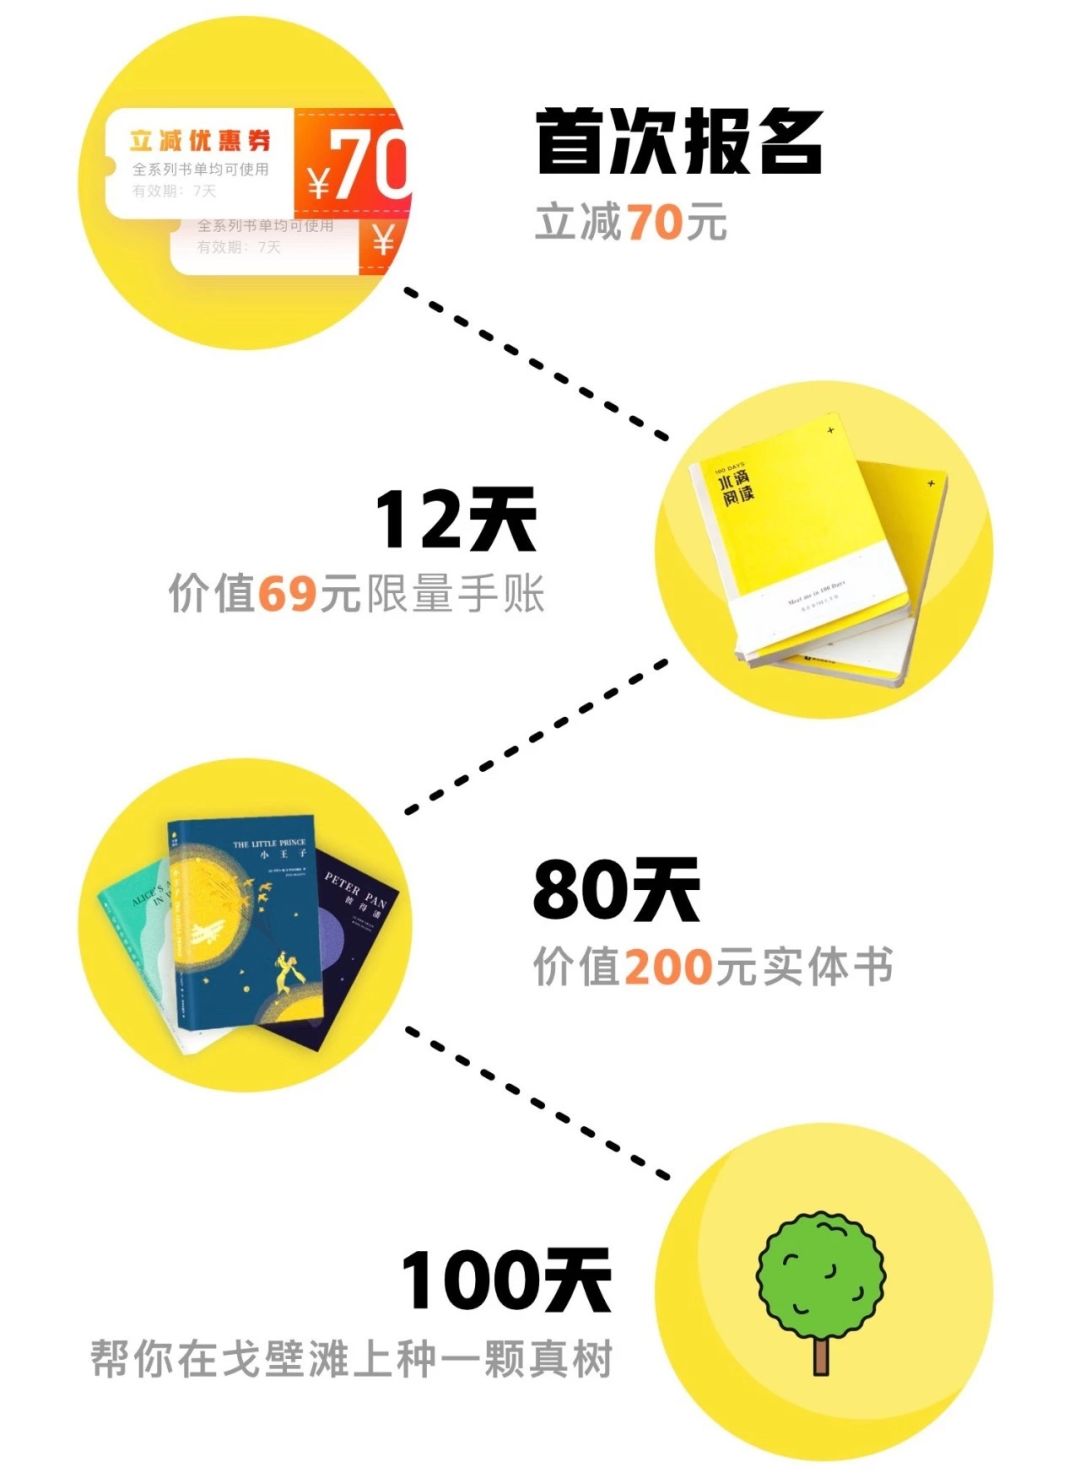 立减优惠券
全系列书单均可使用
有效期：7天
¥70
全系列书单均可使用
有效期：7天
¥
首次报名
立减70元
12天
价值69元限量手账
100 DAYS
水滴
阅读
Meet me in 100 Days
THE LITTLE PRINCE
小王子
ALICE'S A
IN
PETER PAN
彼得潘
80天
价值200元实体书
100天
帮你在戈壁滩上种一颗真树